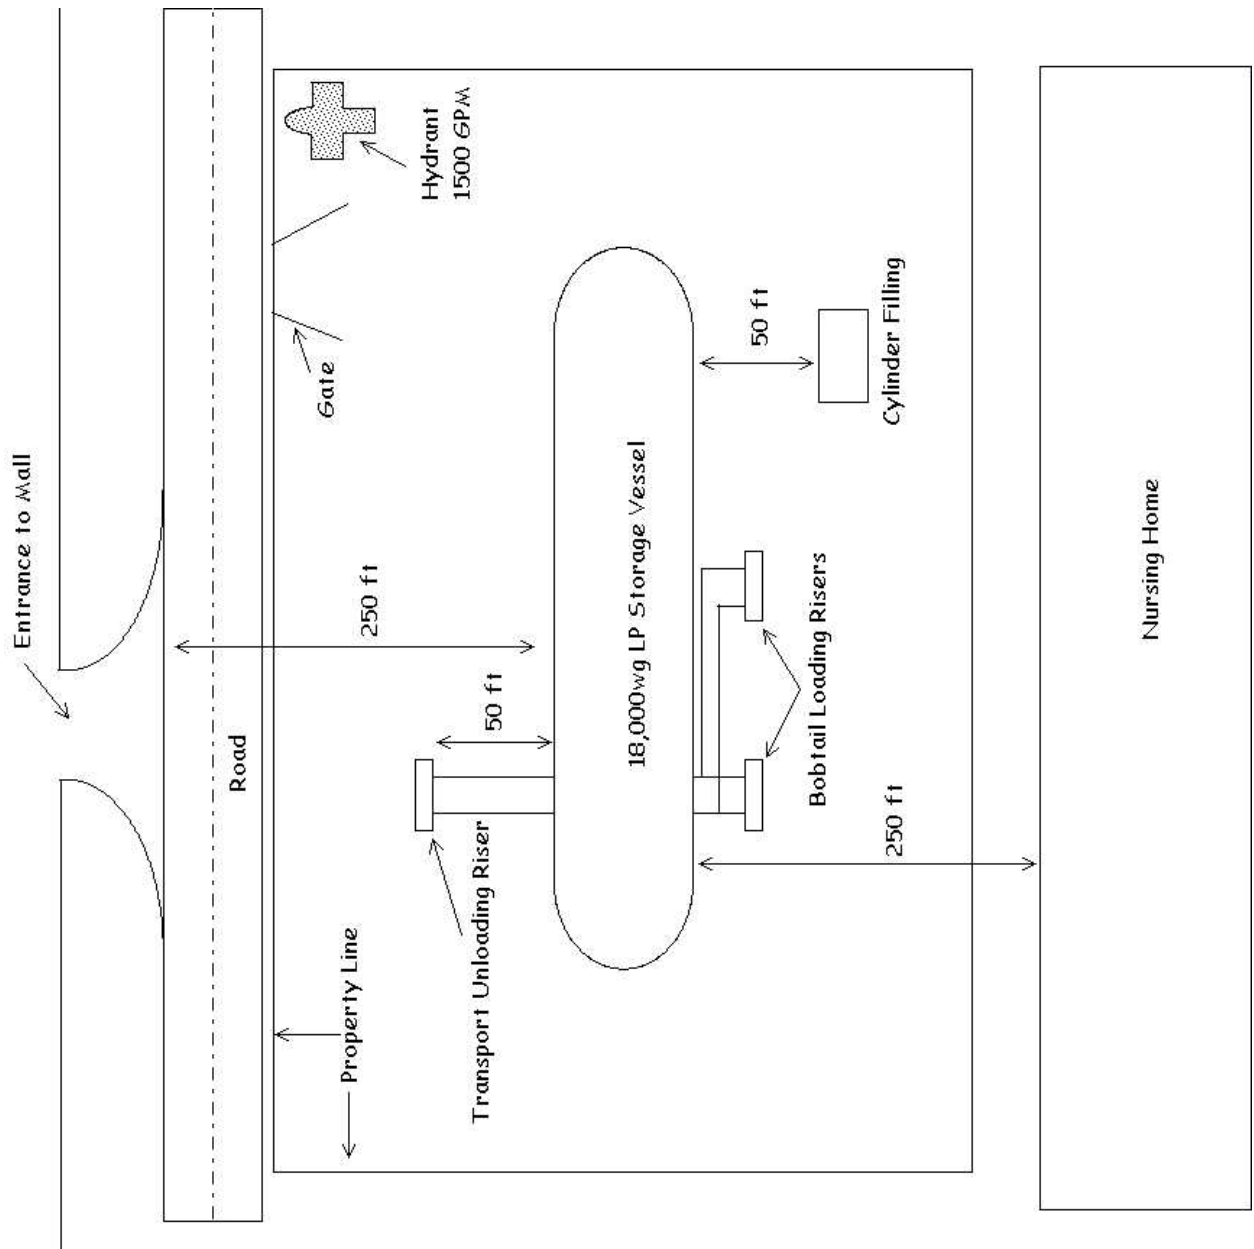 Entrance to Mall
Road
Hydrant
1500 GPM
Gate
250 ft
50 ft
Transport Unloading Riser
Property Line
18,000wg LP Storage Vessel
50 ft
Cylinder Filling
Bobtail Loading Risers
250 ft
Nursing Home